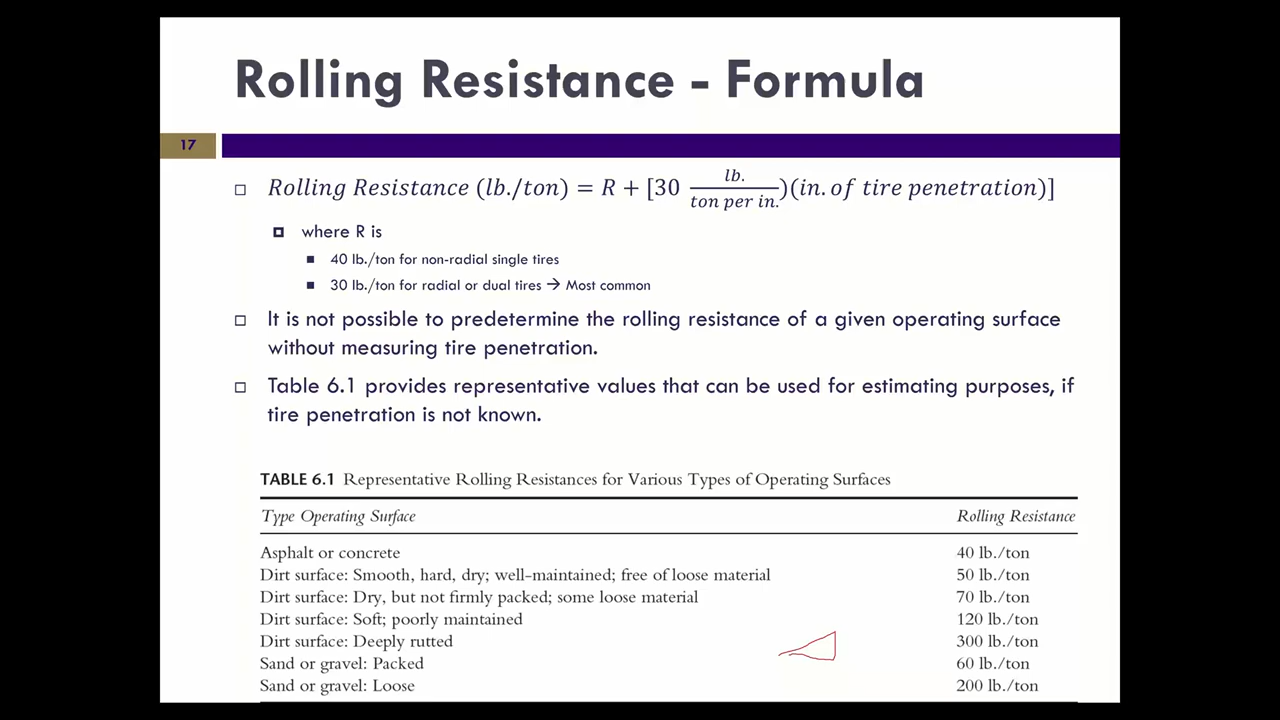 Rolling Resistance - Formula
17
Rolling Resistance (lb./ton) = R + [30 lb./ton per in.)(in. of tire penetration)]
where R is
40 lb./ton for non-radial single tires
30 lb./ton for radial or dual tires → Most common
It is not possible to predetermine the rolling resistance of a given operating surface
without measuring tire penetration.
Table 6.1 provides representative values that can be used for estimating purposes, if
tire penetration is not known.
TABLE 6.1 Representative Rolling Resistances for Various Types of Operating Surfaces
Type Operating Surface Rolling Resistance
Asphalt or concrete 40 lb./ton
Dirt surface: Smooth, hard, dry; well-maintained; free of loose material 50 lb./ton
Dirt surface: Dry, but not firmly packed; some loose material 70 lb./ton
Dirt surface: Soft; poorly maintained 120 lb./ton
Dirt surface: Deeply rutted 300 lb./ton
Sand or gravel: Packed 60 lb./ton
Sand or gravel: Loose 200 lb./ton